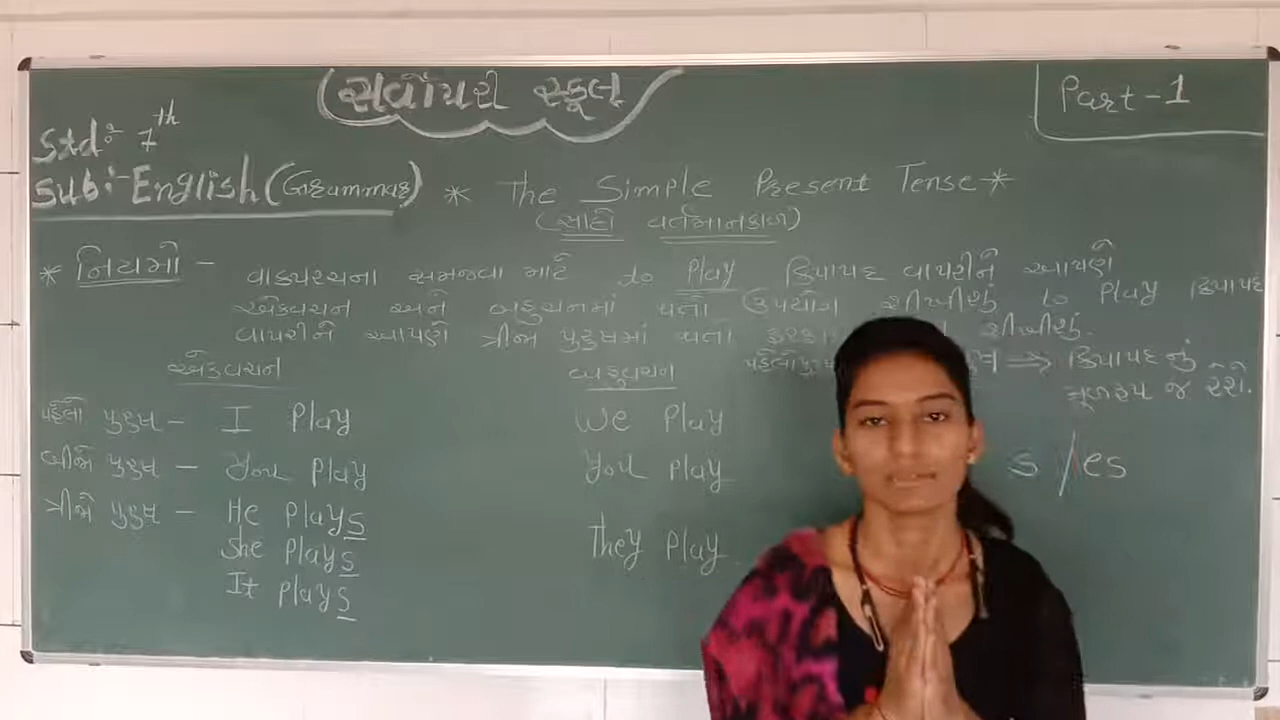 સર્વોપરી સ્કૂલ
Part-1
Std: 7th
Sub:- English (Grammar)
* The Simple Present Tense *
(સાદો વર્તમાનકાળ)
* નિયમો -
વાક્યરચના સમજવા માટે to Play ક્રિયાપદ વાપરીને આપણે
એકવચન અને બહુવચનમાં થતો ઉપયોગ શીખીશું to Play ક્રિયાપદ
વાપરીને આપણે ત્રીજા પુરુષમાં થતા શીખીશું.
એકવચન બહુવચન
⇒ ક્રિયાપદનું
મૂળરૂપ જ રેશે.
પહેલો પુરુષ - I Play We Play
બીજો પુરુષ - You Play You Play
ત્રીજો પુરુષ - He Plays They Play
She Plays
It Plays
s/es